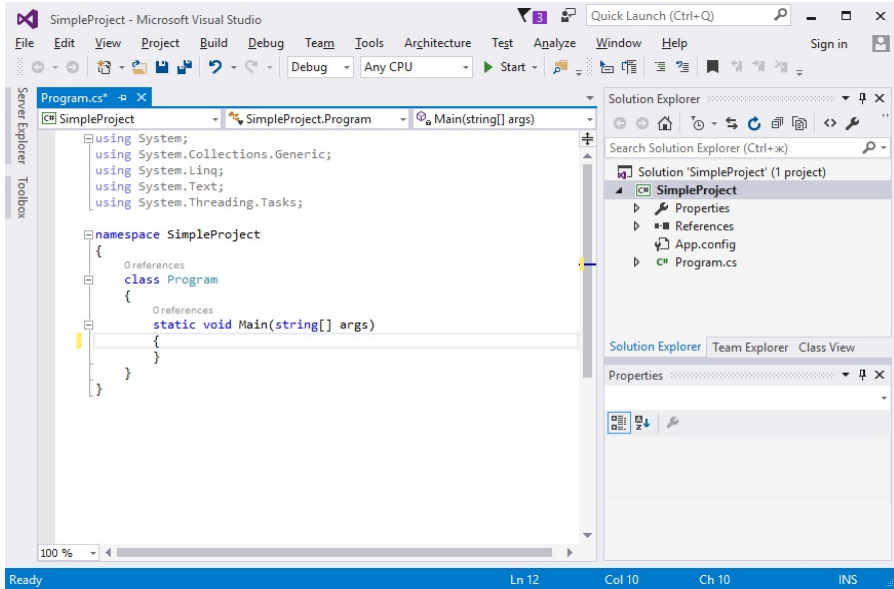 SimpleProject - Microsoft Visual Studio
3
Quick Launch (Ctrl+Q)
File Edit View Project Build Debug Team Tools Architecture Test Analyze Window Help Sign in
Debug Any CPU Start
Server Explorer
Toolbox
Program.cs*
C# SimpleProject SimpleProject.Program Main(string[] args)
using System;
using System.Collections.Generic;
using System.Linq;
using System.Text;
using System.Threading.Tasks;
namespace SimpleProject
{
0 references
class Program
{
0 references
static void Main(string[] args)
{
}
}
}
100 %
Solution Explorer
Search Solution Explorer (Ctrl+ж)
Solution 'SimpleProject' (1 project)
C# SimpleProject
Properties
References
App.config
C# Program.cs
Solution Explorer Team Explorer Class View
Properties
Ready Ln 12 Col 10 Ch 10 INS